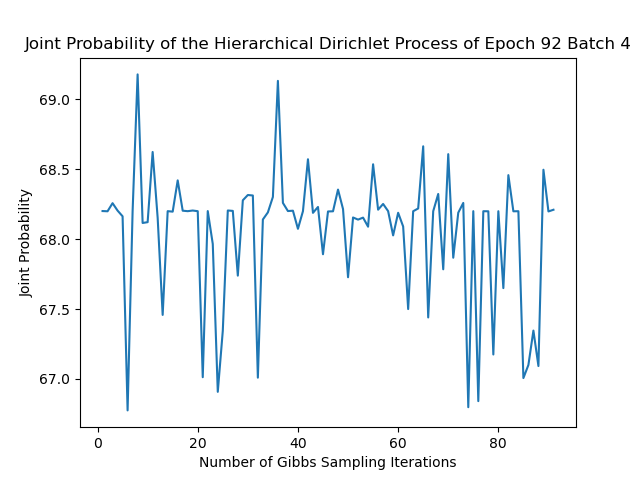 Joint Probability of the Hierarchical Dirichlet Process of Epoch 92 Batch 4
69.0
68.5
68.0
67.5
67.0
Joint Probability
0 20 40 60 80
Number of Gibbs Sampling Iterations